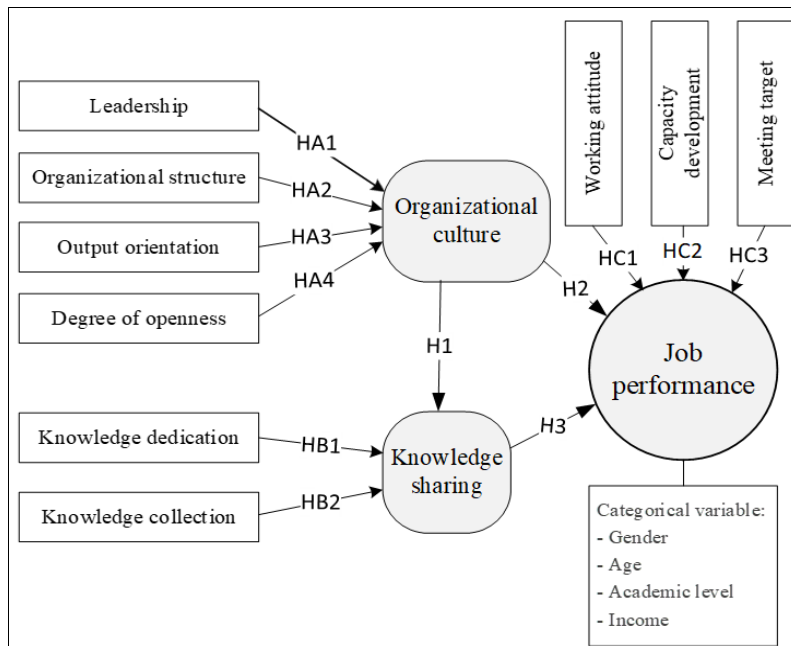 Leadership
Organizational structure
Output orientation
Degree of openness
HA1
HA2
HA3
HA4
Organizational
culture
Working attitude
Capacity
development
Meeting target
HC1
HC2
HC3
H2
H1
Job
performance
Knowledge dedication
Knowledge collection
HB1
HB2
Knowledge
sharing
H3
Categorical variable:
- Gender
- Age
- Academic level
- Income